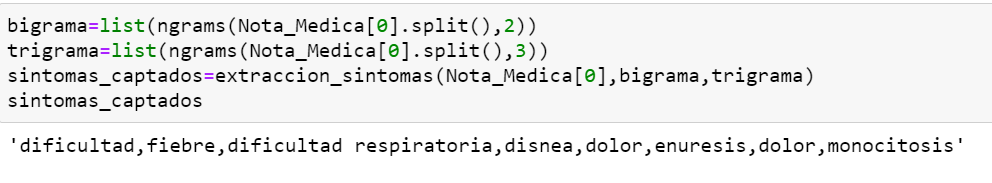 bigrama=list(ngrams(Nota_Medica[0].split(),2))
trigrama=list(ngrams(Nota_Medica[0].split(),3))
sintomas_captados=extraccion_sintomas(Nota_Medica[0],bigrama,trigrama)
sintomas_captados
'dificultad,fiebre,dificultad respiratoria,disnea,dolor,enuresis,dolor,monocitosis'